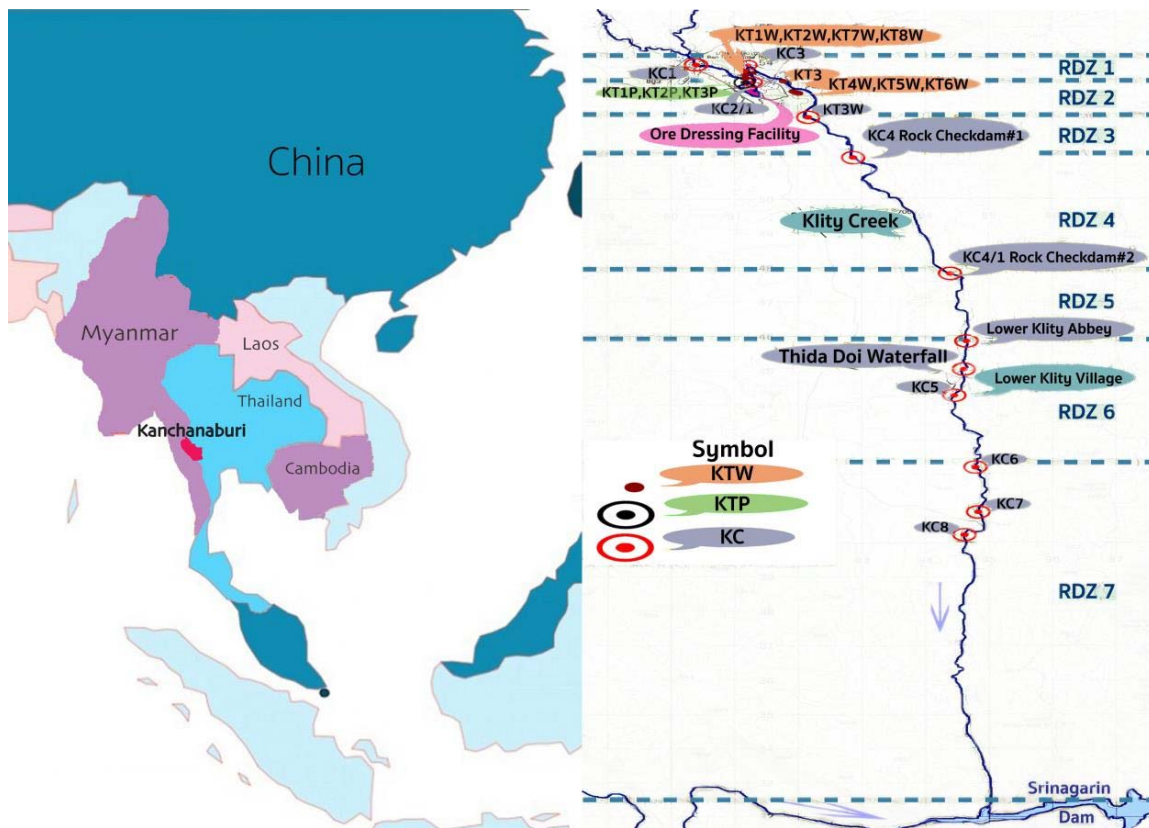 China
Myanmar
Laos
Thailand
Kanchanaburi
Cambodia
KT1W,KT2W,KT7W,KT8W
KC3
RDZ 1
KC1
KT3
KT4W,KT5W,KT6W
KT1P,KT2P,KT3P
RDZ 2
KC2/1
KT3W
Ore Dressing Facility
RDZ 3
KC4 Rock Checkdam#1
Klity Creek
RDZ 4
KC4/1 Rock Checkdam#2
RDZ 5
Lower Klity Abbey
Thida Doi Waterfall
KC5
Lower Klity Village
RDZ 6
Symbol
KTW
KTP
KC
KC6
KC7
KC8
RDZ 7
Srinagarin
Dam